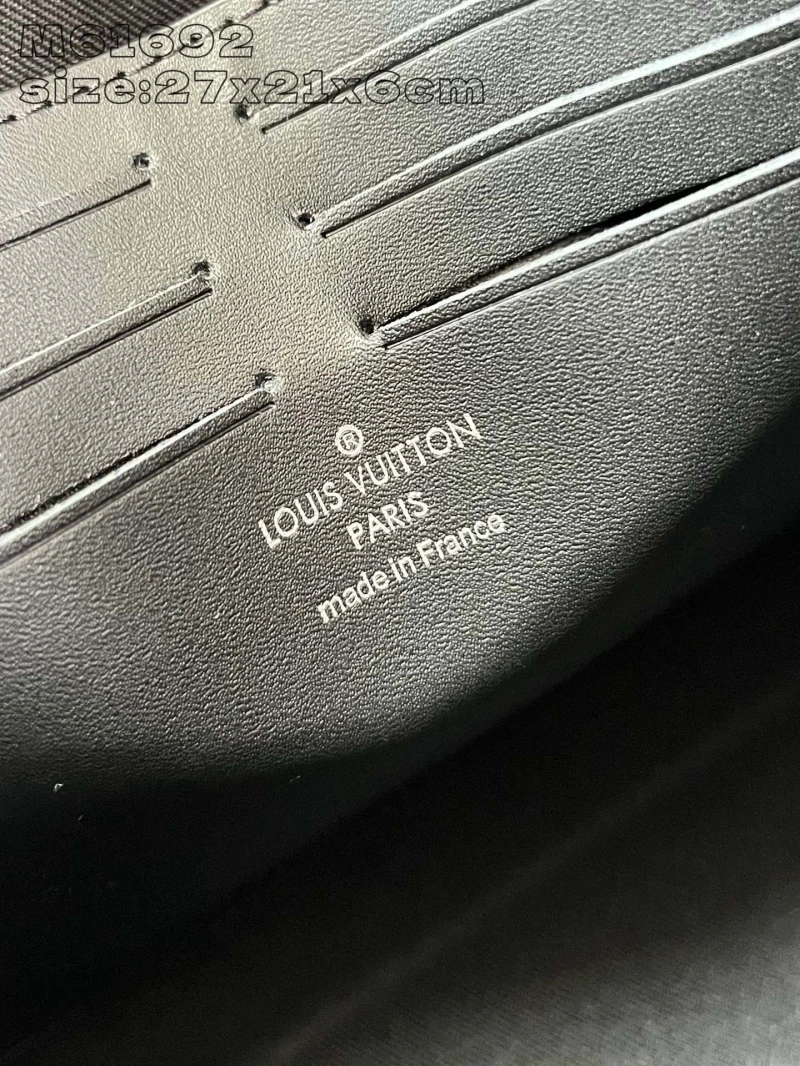 M61692
size:27x21x6cm
®
LOUIS VUITTON
PARIS
made in France